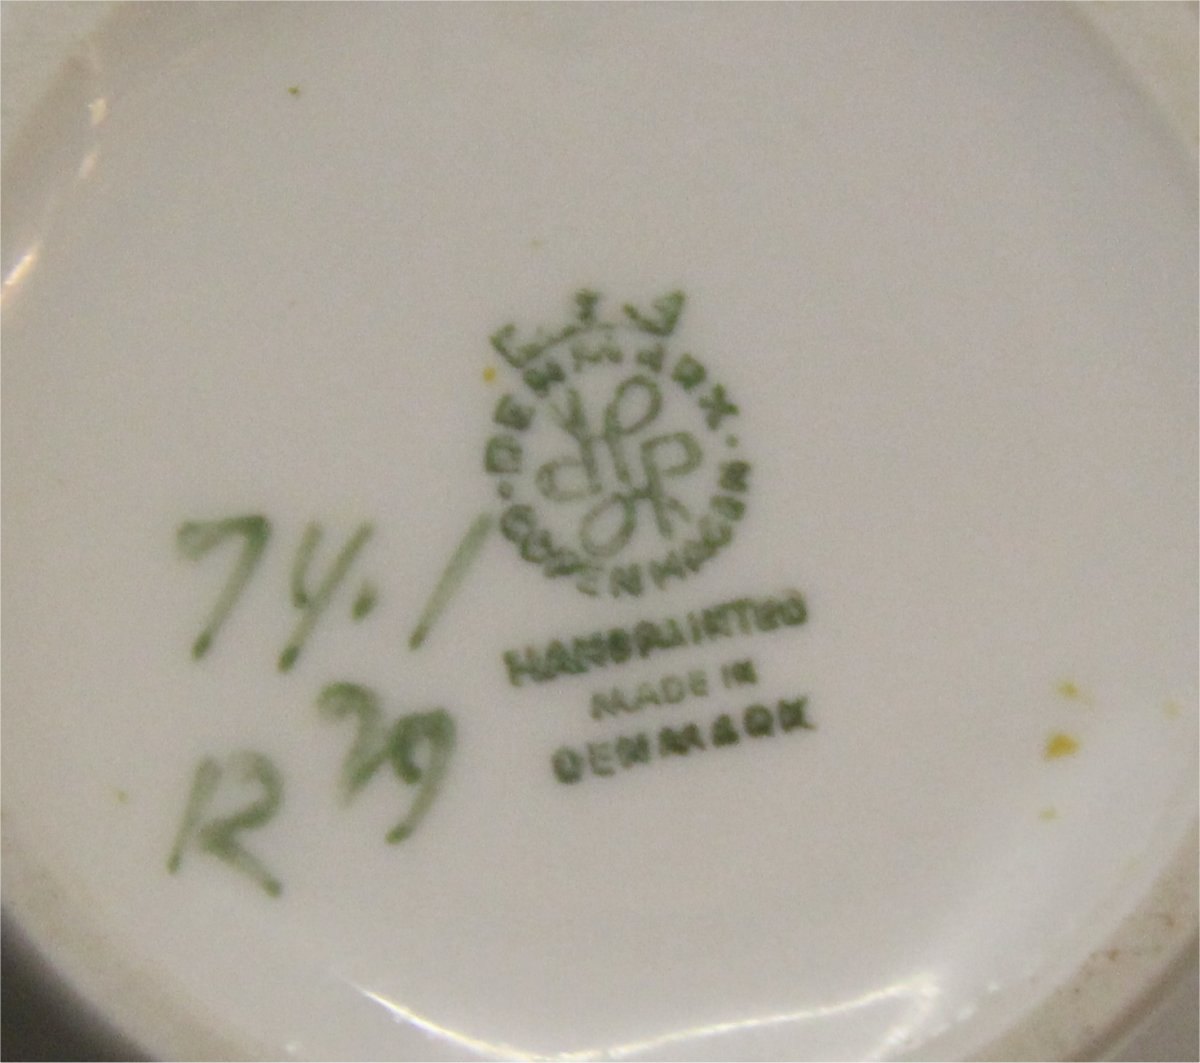 DENMARK · COPENHAGEN ·
HANDPAINTED
MADE IN
DENMARK
74.1
R 29